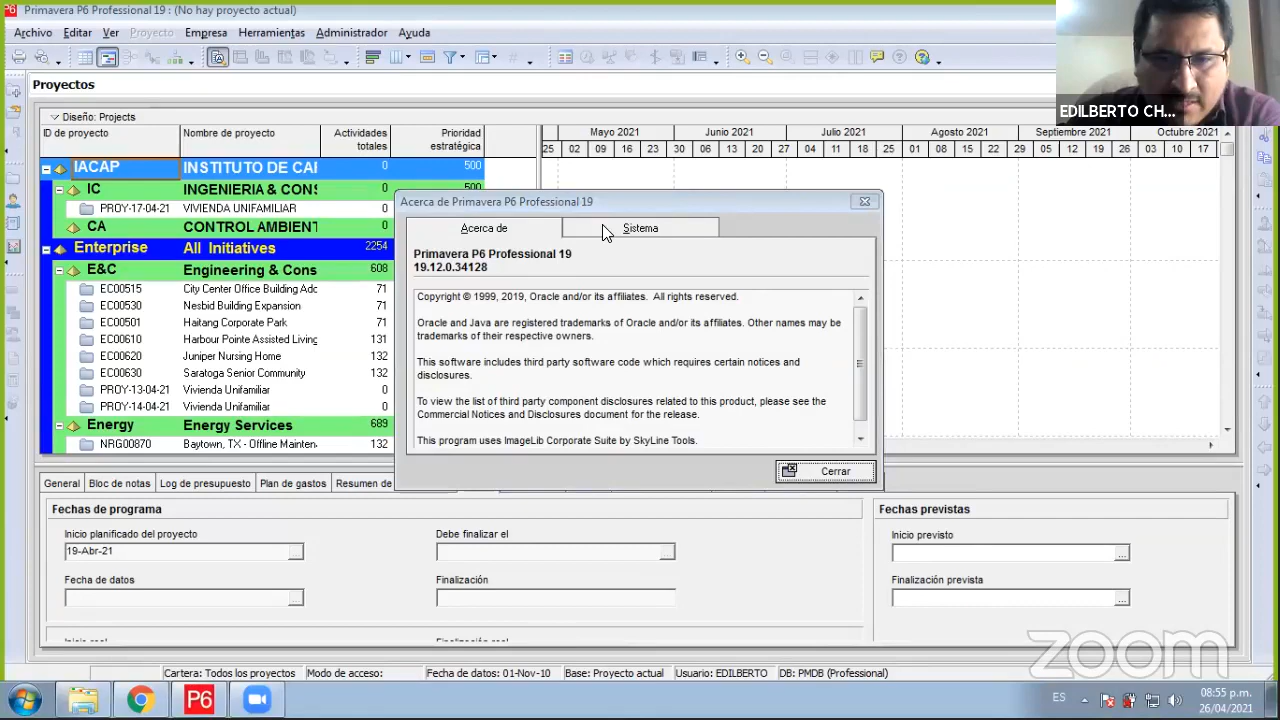 Primavera P6 Professional 19 : (No hay proyecto actual)
Archivo Editar Ver Proyecto Empresa Herramientas Administrador Ayuda
EDILBERTO CH...
Proyectos
Diseño: Projects
ID de proyecto Nombre de proyecto Actividades totales Prioridad estratégica
Mayo 2021 Junio 2021 Julio 2021 Agosto 2021 Septiembre 2021 Octubre 2021
25 02 09 16 23 30 06 13 20 27 04 11 18 25 01 08 15 22 29 05 12 19 26 03 10 17
IACAP INSTITUTO DE CAI 0 500
IC INGENIERIA & CONS 0 500
PROY-17-04-21 VIVIENDA UNIFAMILIAR 0
CA CONTROL AMBIENT 0
Enterprise All Initiatives 2254
E&C Engineering & Cons 608
EC00515 City Center Office Building Adc 71
EC00530 Nesbid Building Expansion 71
EC00501 Haitang Corporate Park 71
EC00610 Harbour Pointe Assisted Living 131
EC00620 Juniper Nursing Home 132
EC00630 Saratoga Senior Community 132
PROY-13-04-21 Vivienda Unifamiliar 0
PROY-14-04-21 Vivienda Unifamiliar 0
Energy Energy Services 689
NRG00870 Baytown, TX - Offline Mainten 132
Acerca de Primavera P6 Professional 19
Acerca de Sistema
Primavera P6 Professional 19
19.12.0.34128
Copyright © 1999, 2019, Oracle and/or its affiliates. All rights reserved.
Oracle and Java are registered trademarks of Oracle and/or its affiliates. Other names may be
trademarks of their respective owners.
This software includes third party software code which requires certain notices and
disclosures.
To view the list of third party component disclosures related to this product, please see the
Commercial Notices and Disclosures document for the release.
This program uses ImageLib Corporate Suite by SkyLine Tools.
Cerrar
General Bloc de notas Log de presupuesto Plan de gastos Resumen de
Fechas de programa Fechas previstas
Inicio planificado del proyecto Debe finalizar el Inicio previsto
19-Abr-21
Fecha de datos Finalización Finalización prevista
Inicio real Finalización real
zoom
Cartera: Todos los proyectos Modo de acceso: Fecha de datos: 01-Nov-10 Base: Proyecto actual Usuario: EDILBERTO DB: PMDB (Professional)
P6 ES 08:55 p.m.
26/04/2021